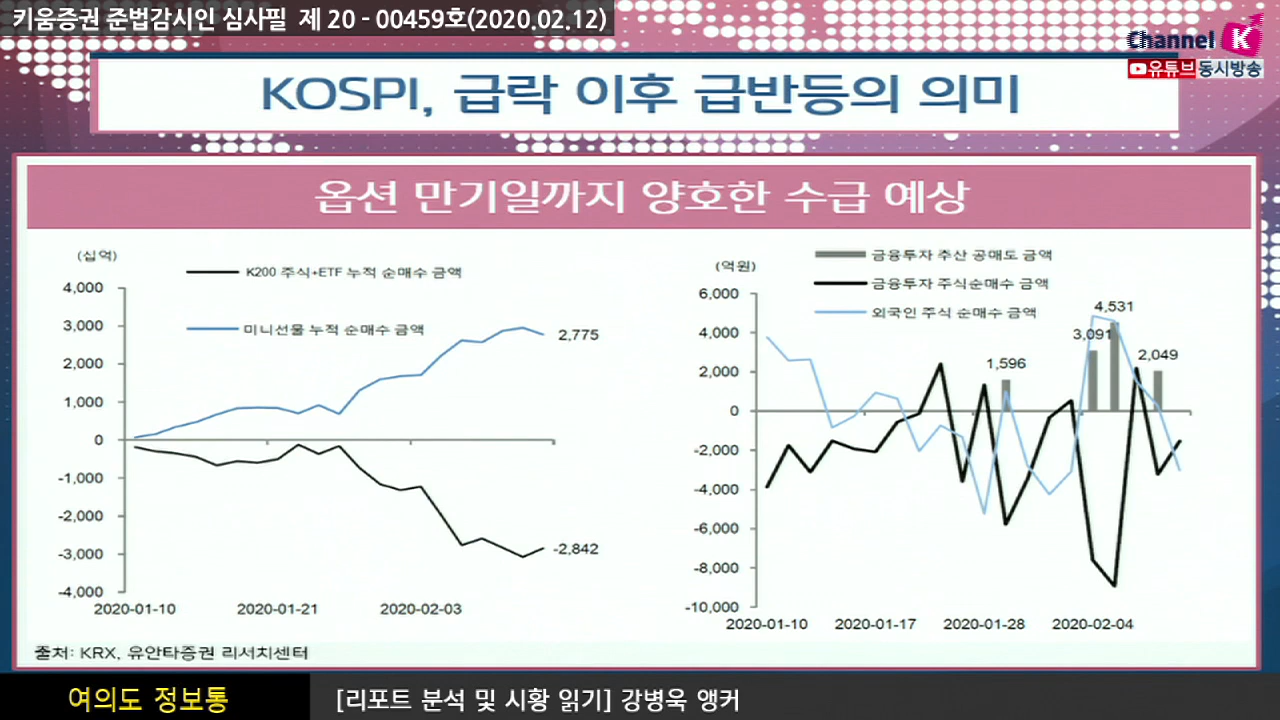 키움증권 준법감시인 심사필 제 20 - 00459호(2020.02.12)
Channel K
유튜브 동시방송
KOSPI, 급락 이후 급반등의 의미
옵션 만기일까지 양호한 수급 예상
(십억)
K200 주식+ETF 누적 순매수 금액
미니선물 누적 순매수 금액
4,000
3,000
2,000
1,000
0
-1,000
-2,000
-3,000
-4,000
2,775
-2,842
2020-01-10 2020-01-21 2020-02-03
(억원)
금융투자 추산 공매도 금액
금융투자 주식순매수 금액
외국인 주식 순매수 금액
6,000
4,000
2,000
0
-2,000
-4,000
-6,000
-8,000
-10,000
1,596
3,091
4,531
2,049
2020-01-10 2020-01-17 2020-01-28 2020-02-04
출처: KRX, 유안타증권 리서치센터
여의도 정보통
[리포트 분석 및 시황 읽기] 강병욱 앵커